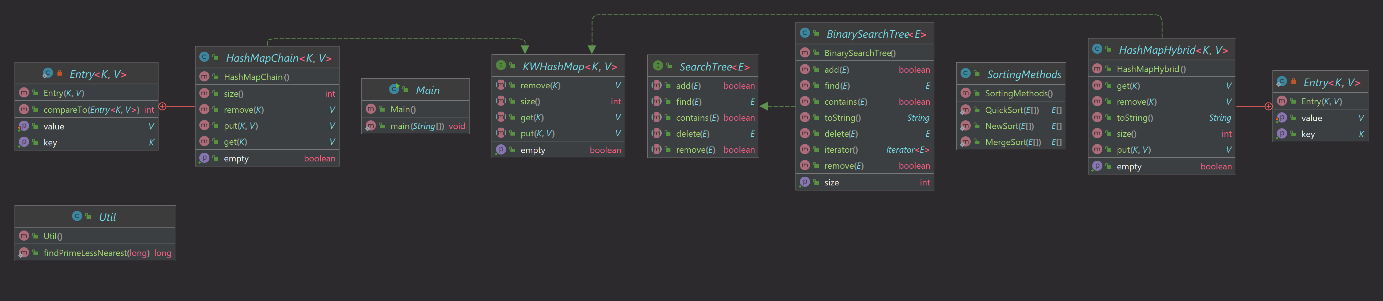 Entry<K, V>
Entry(K, V)
compareTo(Entry<K, V>) int
value V
key K
HashMapChain<K, V>
HashMapChain()
size() int
remove(K) V
put(K, V) V
get(K) V
empty boolean
Main
Main()
main(String[]) void
KWHashMap<K, V>
remove(K) V
size() int
get(K) V
put(K, V) V
empty boolean
SearchTree<E>
add(E) boolean
find(E) E
contains(E) boolean
delete(E) E
remove(E) boolean
BinarySearchTree<E>
BinarySearchTree()
add(E) boolean
find(E) E
contains(E) boolean
toString() String
delete(E) E
iterator() Iterator<E>
remove(E) boolean
size int
SortingMethods
SortingMethods()
QuickSort(E[]) E[]
NewSort(E[]) E[]
MergeSort(E[]) E[]
HashMapHybrid<K, V>
HashMapHybrid()
get(K) V
remove(K) V
toString() String
size() int
put(K, V) V
empty boolean
Entry<K, V>
Entry(K, V)
value V
key K
Util
Util()
findPrimeLessNearest(long) long